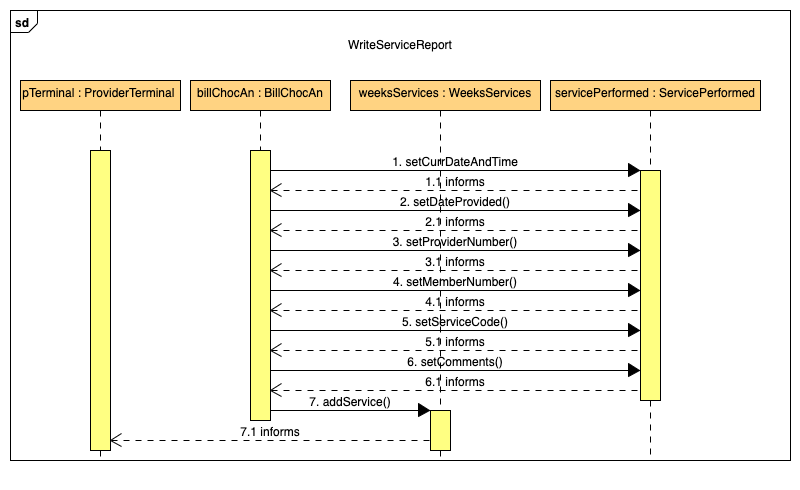 sd
WriteServiceReport
pTerminal : ProviderTerminal
billChocAn : BillChocAn
weeksServices : WeeksServices
servicePerformed : ServicePerformed
1. setCurrDateAndTime
1.1 informs
2. setDateProvided()
2.1 informs
3. setProviderNumber()
3.1 informs
4. setMemberNumber()
4.1 informs
5. setServiceCode()
5.1 informs
6. setComments()
6.1 informs
7. addService()
7.1 informs